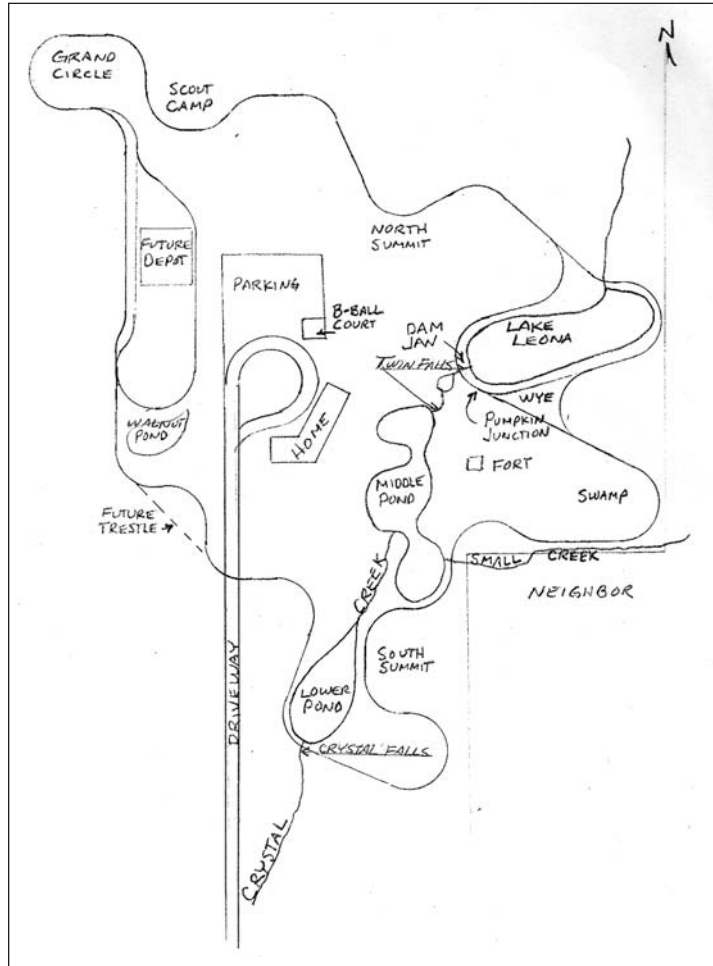 N
GRAND
CIRCLE
SCOUT
CAMP
NORTH
SUMMIT
FUTURE
DEPOT
PARKING
B-BALL
COURT
DAM
JAN
LAKE
LEONA
TWIN FALLS
WYE
PUMPKIN
JUNCTION
HOME
WALNUT
POND
FORT
MIDDLE
POND
SWAMP
FUTURE
TRESTLE
SMALL CREEK
NEIGHBOR
CREEK
SOUTH
SUMMIT
LOWER
POND
DRIVEWAY
CRYSTAL FALLS
CRYSTAL